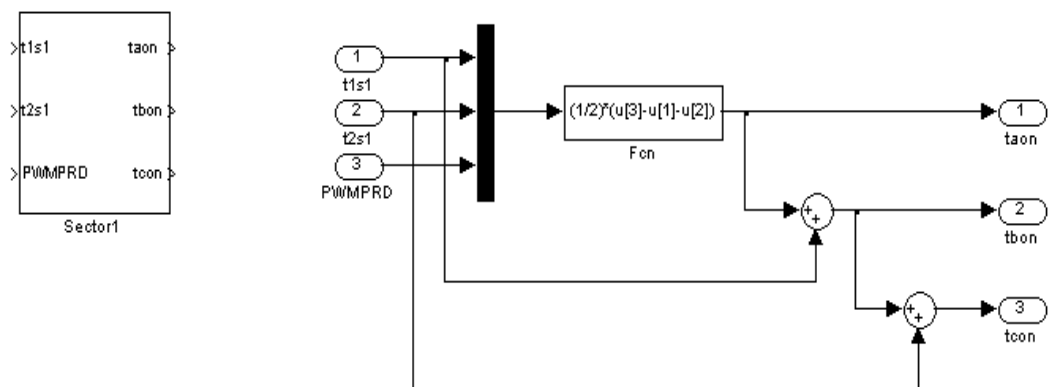 t1s1
taon
t2s1
tbon
PWMPRD
tcon
Sector1
1
t1s1
2
t2s1
3
PWMPRD
(1/2)*(u[3]-u[1]-u[2])
Fcn
1
taon
+
+
2
tbon
+
+
3
tcon